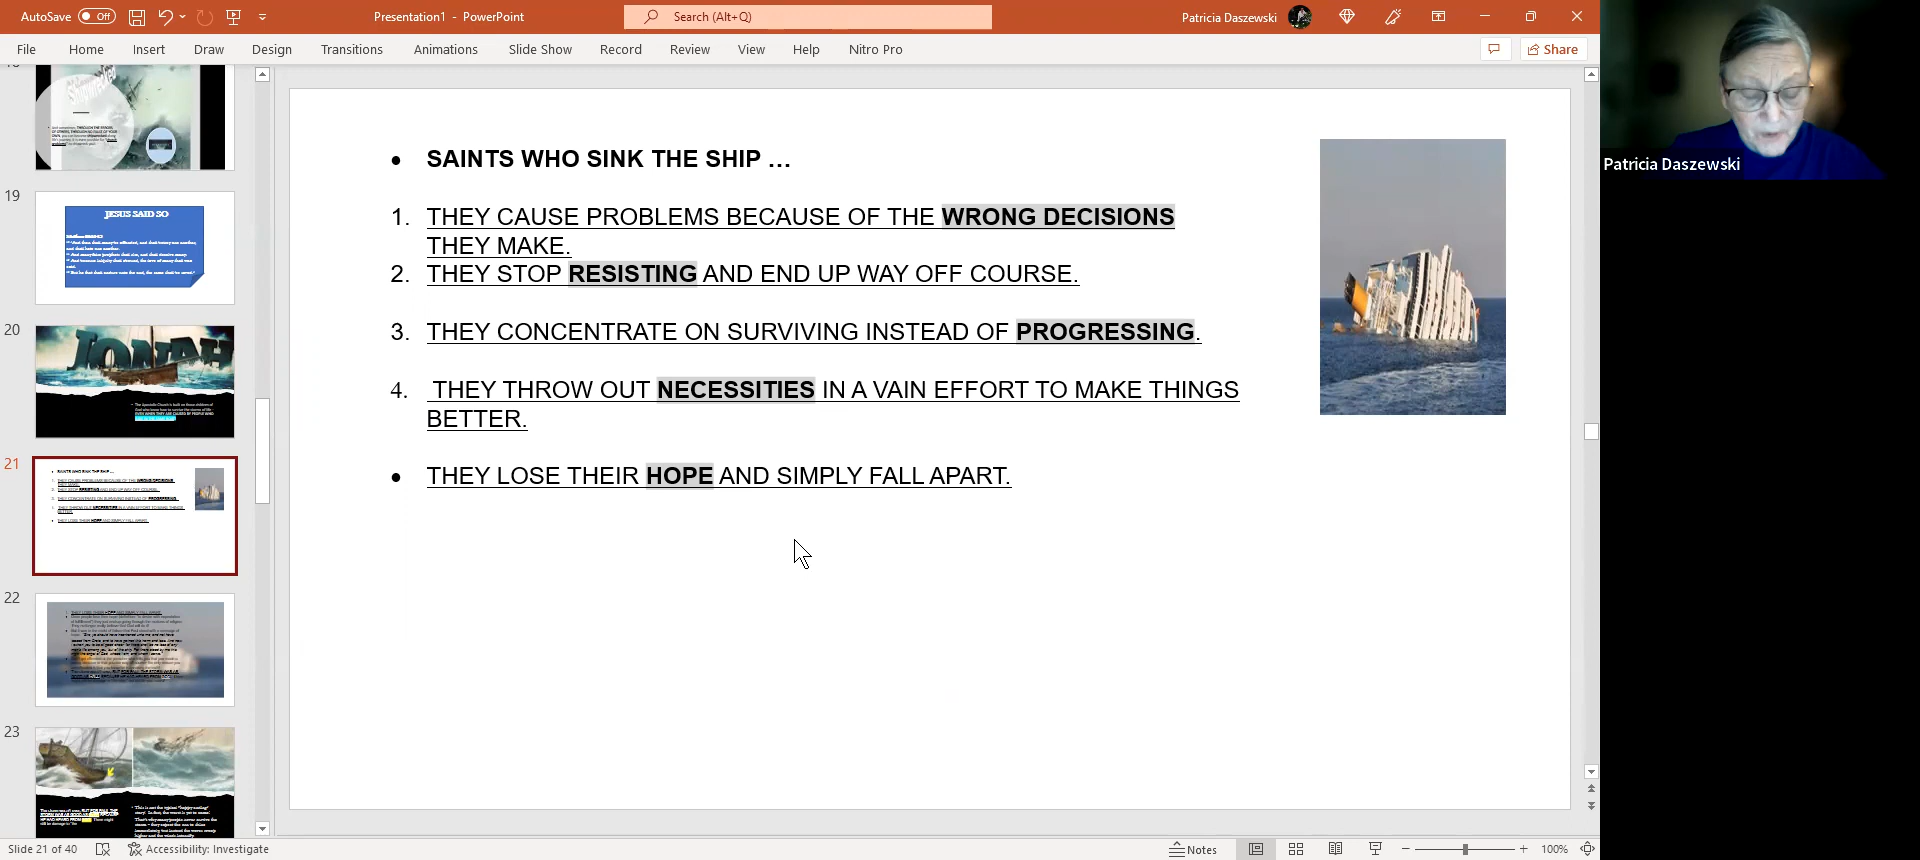 AutoSave Off
Presentation1 - PowerPoint
Search (Alt+Q)
Patricia Daszewski
File Home Insert Draw Design Transitions Animations Slide Show Record Review View Help Nitro Pro
Share
Shipwrecked
19
JESUS SAID SO
20
JONAH
21
22
23
• SAINTS WHO SINK THE SHIP …
1. THEY CAUSE PROBLEMS BECAUSE OF THE WRONG DECISIONS
THEY MAKE.
2. THEY STOP RESISTING AND END UP WAY OFF COURSE.
3. THEY CONCENTRATE ON SURVIVING INSTEAD OF PROGRESSING.
4. THEY THROW OUT NECESSITIES IN A VAIN EFFORT TO MAKE THINGS
BETTER.
• THEY LOSE THEIR HOPE AND SIMPLY FALL APART.
Patricia Daszewski
Slide 21 of 40
Accessibility: Investigate
Notes
100%